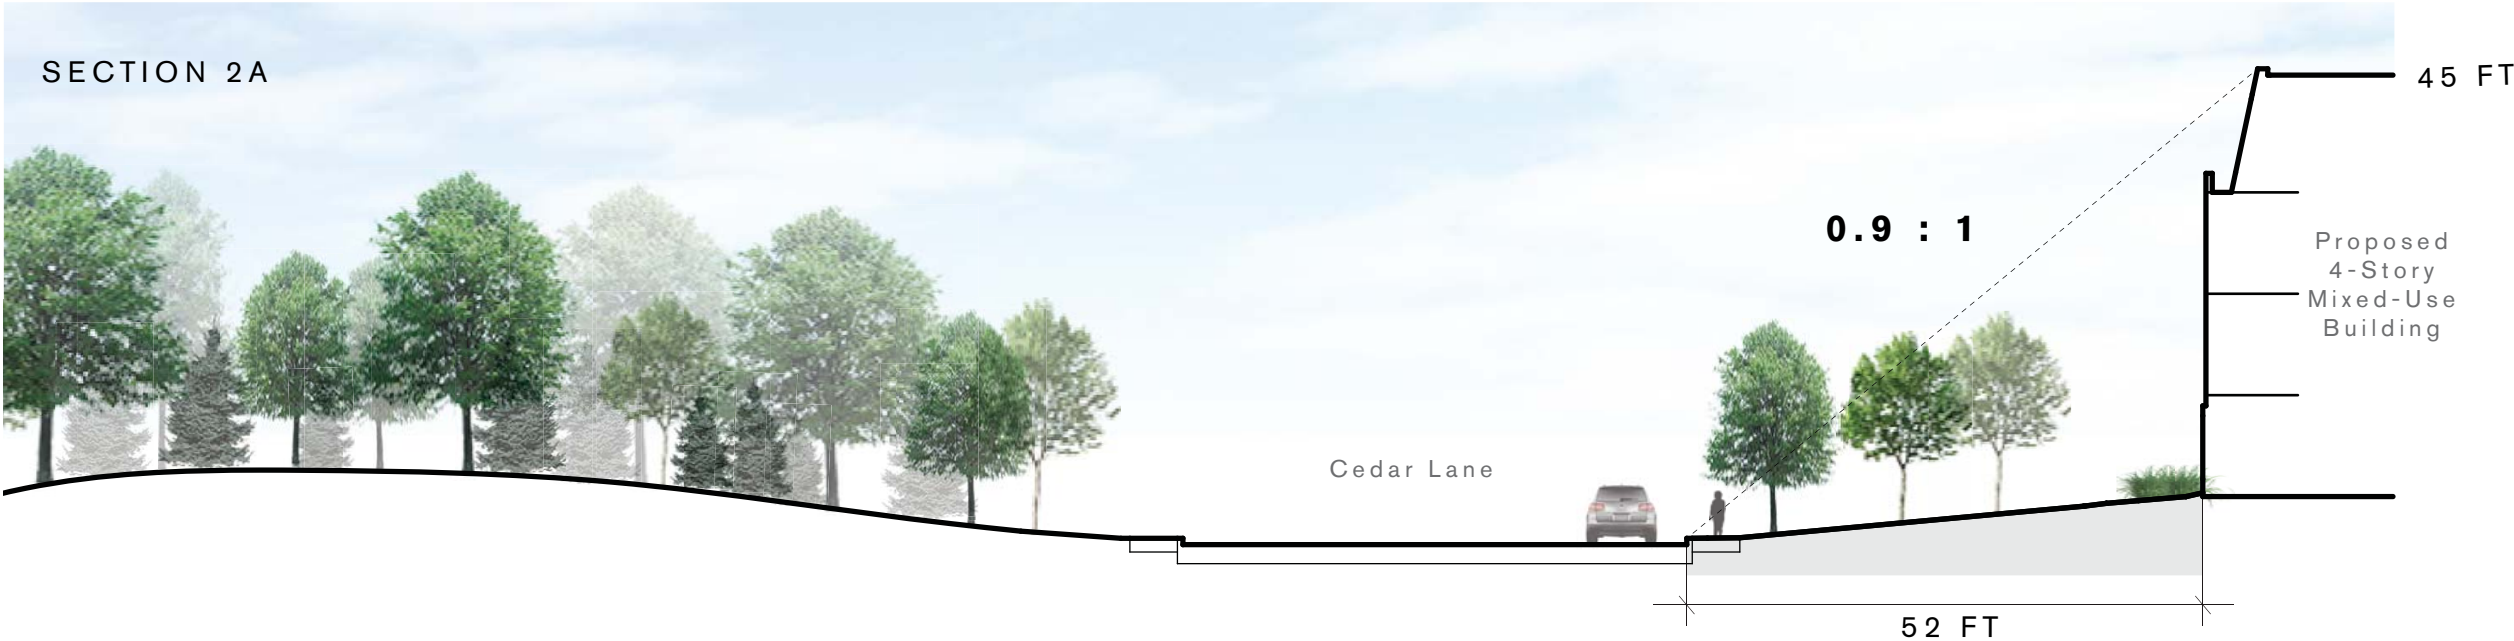 SECTION 2A
45 FT
0.9 : 1
Proposed
4-Story
Mixed-Use
Building
Cedar Lane
52 FT